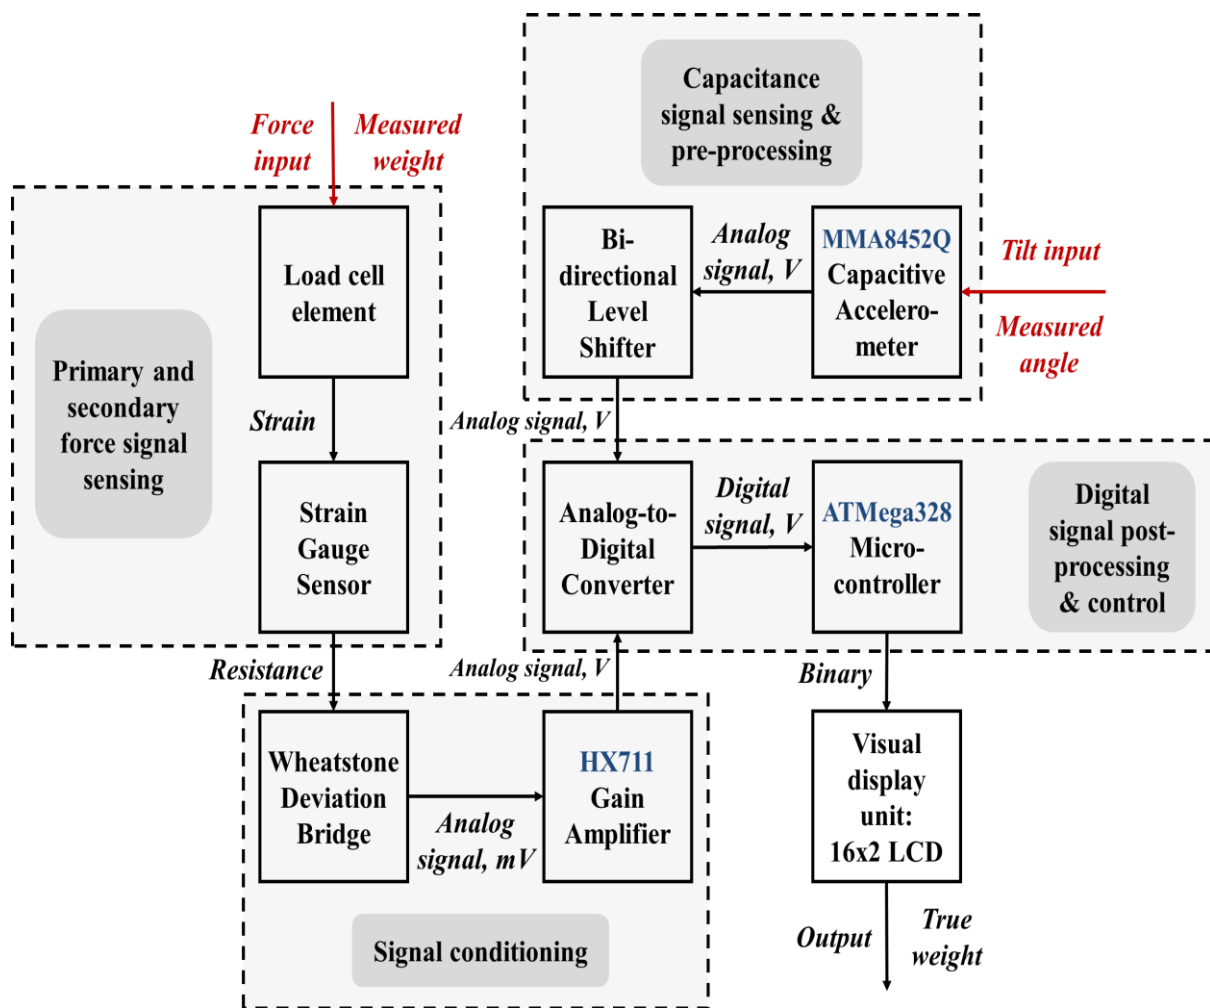 Capacitance
signal sensing &
pre-processing
Force
input
Measured
weight
Load cell
element
Primary and
secondary
force signal
sensing
Strain
Strain
Gauge
Sensor
Resistance
Bi-
directional
Level
Shifter
Analog
signal, V
MMA8452Q
Capacitive
Accelero-
meter
Tilt input
Measured
angle
Analog signal, V
Analog-to-
Digital
Converter
Digital
signal, V
ATMega328
Micro-
controller
Digital
signal post-
processing
& control
Analog signal, V
Binary
Wheatstone
Deviation
Bridge
Analog
signal, mV
HX711
Gain
Amplifier
Visual
display
unit:
16x2 LCD
Signal conditioning
Output
True
weight